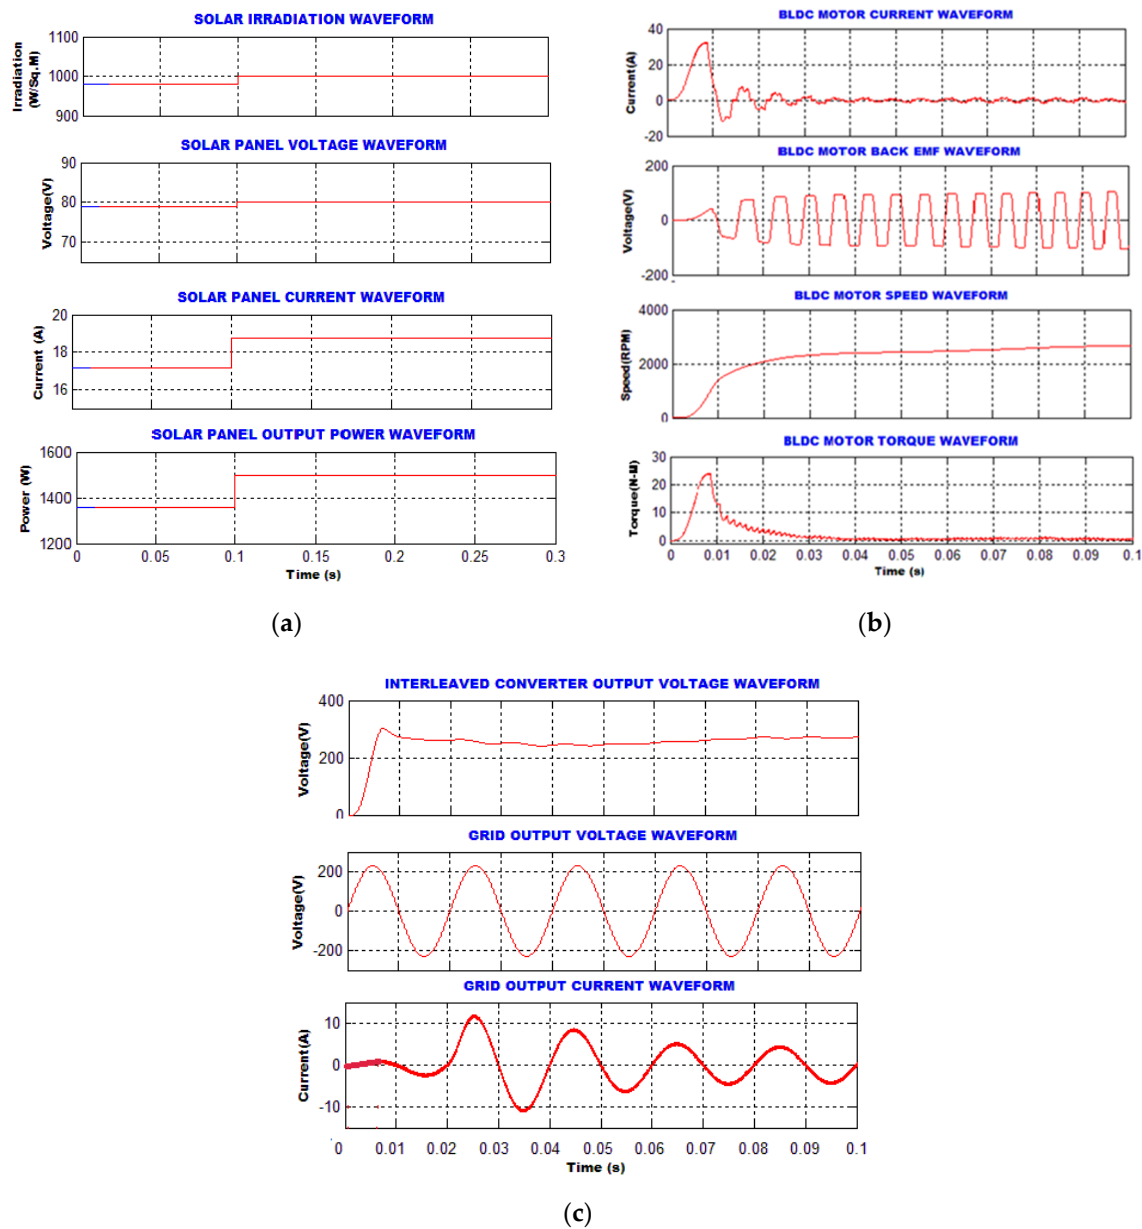 SOLAR IRRADIATION WAVEFORM
1100
1000
900
Irradiation
(W/Sq.M)
SOLAR PANEL VOLTAGE WAVEFORM
90
80
70
Voltage(V)
SOLAR PANEL CURRENT WAVEFORM
20
18
16
Current (A)
SOLAR PANEL OUTPUT POWER WAVEFORM
1600
1400
1200
Power (W)
0 0.05 0.1 0.15 0.2 0.25 0.3
Time (s)
(a)
BLDC MOTOR CURRENT WAVEFORM
40
20
0
-20
Current(A)
BLDC MOTOR BACK EMF WAVEFORM
200
0
-200
Voltage(V)
BLDC MOTOR SPEED WAVEFORM
4000
2000
0
Speed(RPM)
BLDC MOTOR TORQUE WAVEFORM
30
20
10
0
Torque(N-M)
0 0.01 0.02 0.03 0.04 0.05 0.06 0.07 0.08 0.09 0.1
Time (s)
(b)
INTERLEAVED CONVERTER OUTPUT VOLTAGE WAVEFORM
400
200
0
Voltage(V)
GRID OUTPUT VOLTAGE WAVEFORM
200
0
-200
Voltage(V)
GRID OUTPUT CURRENT WAVEFORM
10
0
-10
Current(A)
0 0.01 0.02 0.03 0.04 0.05 0.06 0.07 0.08 0.09 0.1
Time (s)
(c)